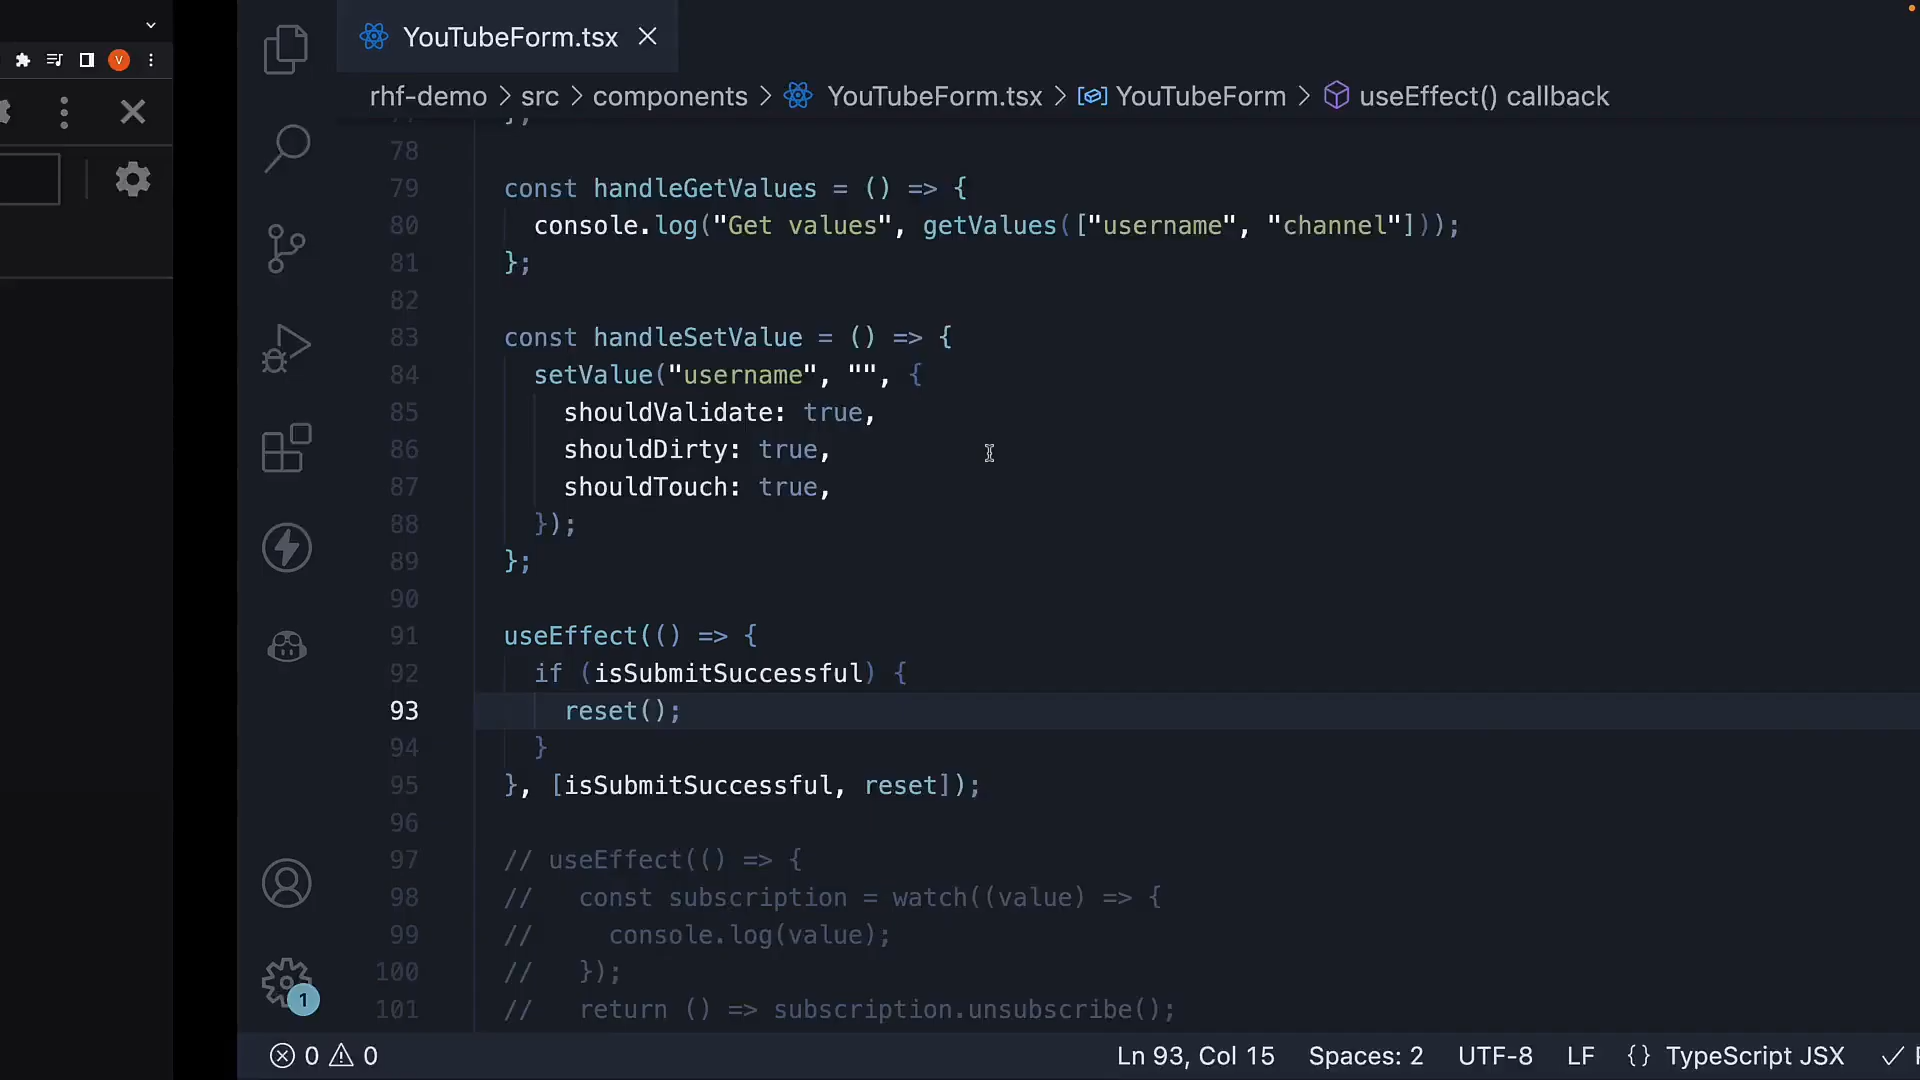 V
YouTubeForm.tsx
rhf-demo > src > components > YouTubeForm.tsx > YouTubeForm > useEffect() callback
78
79 const handleGetValues = () => {
80 console.log("Get values", getValues(["username", "channel"]));
81 };
82
83 const handleSetValue = () => {
84 setValue("username", "", {
85 shouldValidate: true,
86 shouldDirty: true,
87 shouldTouch: true,
88 });
89 };
90
91 useEffect(() => {
92 if (isSubmitSuccessful) {
93 reset();
94 }
95 }, [isSubmitSuccessful, reset]);
96
97 // useEffect(() => {
98 // const subscription = watch((value) => {
99 // console.log(value);
100 // });
101 // return () => subscription.unsubscribe();
1
0 0 Ln 93, Col 15 Spaces: 2 UTF-8 LF {} TypeScript JSX